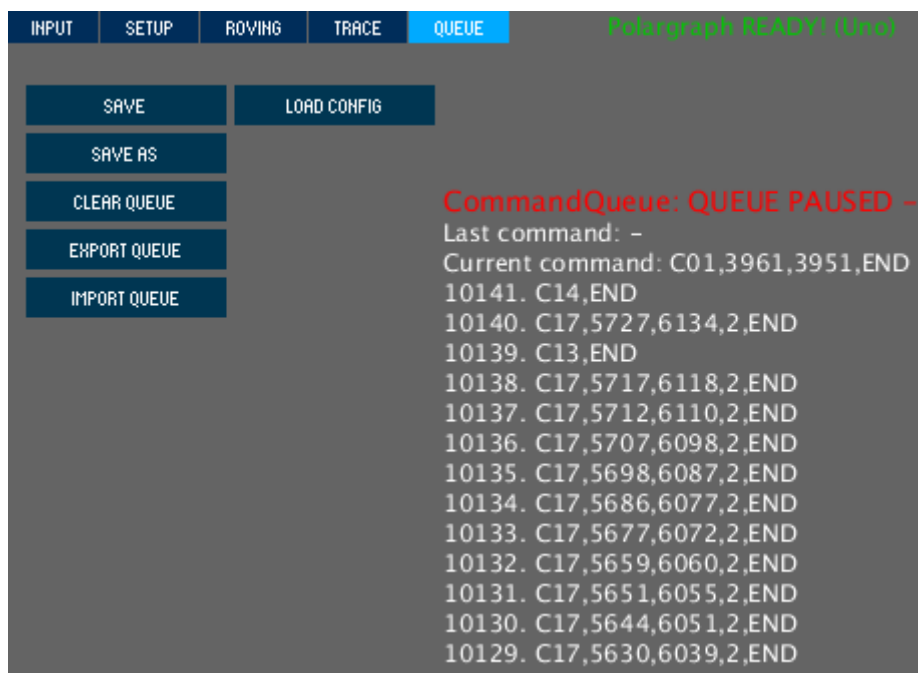 INPUT SETUP ROVING TRACE QUEUE Polargraph READY! (Uno)
SAVE LOAD CONFIG
SAVE AS
CLEAR QUEUE
EXPORT QUEUE
IMPORT QUEUE
CommandQueue: QUEUE PAUSED -
Last command: -
Current command: C01,3961,3951,END
10141. C14,END
10140. C17,5727,6134,2,END
10139. C13,END
10138. C17,5717,6118,2,END
10137. C17,5712,6110,2,END
10136. C17,5707,6098,2,END
10135. C17,5698,6087,2,END
10134. C17,5686,6077,2,END
10133. C17,5677,6072,2,END
10132. C17,5659,6060,2,END
10131. C17,5651,6055,2,END
10130. C17,5644,6051,2,END
10129. C17,5630,6039,2,END